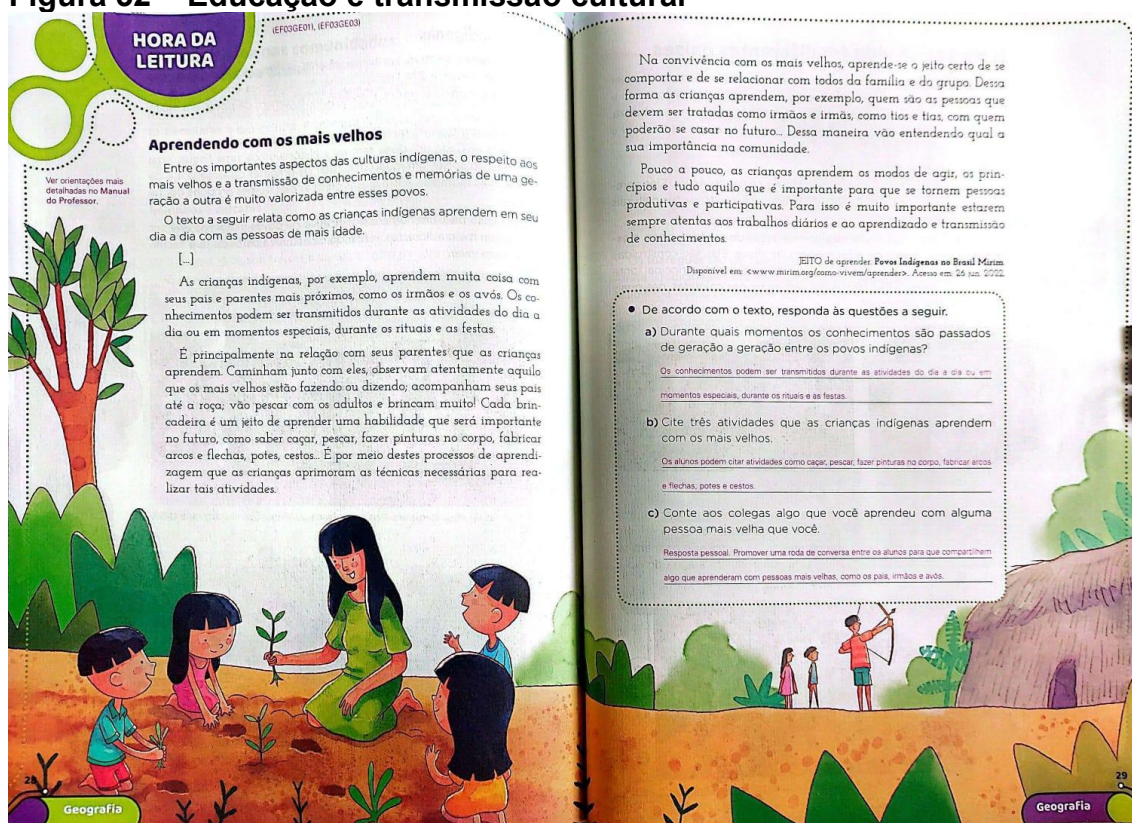 Figura 02 – Educação e transmissão cultural
HORA DA
LEITURA
(EF03GE01), (EF03GE03)
Ver orientações mais
detalhadas no Manual
do Professor.
Aprendendo com os mais velhos
Entre os importantes aspectos das culturas indígenas, o respeito aos
mais velhos e a transmissão de conhecimentos e memórias de uma ge-
ração a outra é muito valorizada entre esses povos.
O texto a seguir relata como as crianças indígenas aprendem em seu
dia a dia com as pessoas de mais idade.
[...]
As crianças indígenas, por exemplo, aprendem muita coisa com
seus pais e parentes mais próximos, como os irmãos e os avós. Os co-
nhecimentos podem ser transmitidos durante as atividades do dia a
dia ou em momentos especiais, durante os rituais e as festas.
É principalmente na relação com seus parentes que as crianças
aprendem. Caminham junto com eles, observam atentamente aquilo
que os mais velhos estão fazendo ou dizendo; acompanham seus pais
até a roça; vão pescar com os adultos e brincam muito! Cada brin-
cadeira é um jeito de aprender uma habilidade que será importante
no futuro, como saber caçar, pescar, fazer pinturas no corpo, fabricar
arcos e flechas, potes, cestos... É por meio destes processos de aprendi-
zagem que as crianças aprimoram as técnicas necessárias para rea-
lizar tais atividades.
28
Geografia
Na convivência com os mais velhos, aprende-se o jeito certo de se
comportar e de se relacionar com todos da família e do grupo. Dessa
forma as crianças aprendem, por exemplo, quem são as pessoas que
devem ser tratadas como irmãos e irmãs, como tios e tias, com quem
poderão se casar no futuro... Dessa maneira vão entendendo qual a
sua importância na comunidade.
Pouco a pouco, as crianças aprendem os modos de agir, os prin-
cípios e tudo aquilo que é importante para que se tornem pessoas
produtivas e participativas. Para isso é muito importante estarem
sempre atentas aos trabalhos diários e ao aprendizado e transmissão
de conhecimentos.
JEITO de aprender. Povos Indígenas no Brasil Mirim.
Disponível em: <www.mirim.org/como-vivem/aprender>. Acesso em: 26 jun. 2022.
• De acordo com o texto, responda às questões a seguir.
a) Durante quais momentos os conhecimentos são passados
de geração a geração entre os povos indígenas?
Os conhecimentos podem ser transmitidos durante as atividades do dia a dia ou em
momentos especiais, durante os rituais e as festas.
b) Cite três atividades que as crianças indígenas aprendem
com os mais velhos.
Os alunos podem citar atividades como caçar, pescar, fazer pinturas no corpo, fabricar arcos
e flechas, potes e cestos.
c) Conte aos colegas algo que você aprendeu com alguma
pessoa mais velha que você.
Resposta pessoal. Promover uma roda de conversa entre os alunos para que compartilhem
algo que aprenderam com pessoas mais velhas, como os pais, irmãos e avós.
29
Geografia